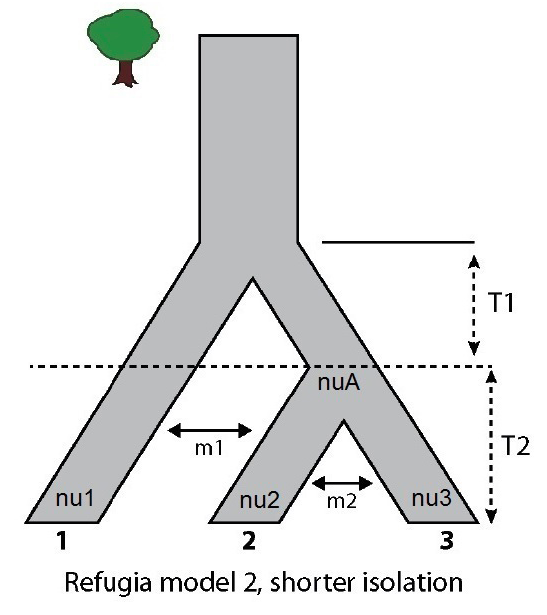 T1
nuA
m1
T2
nu1
nu2
m2
nu3
1
2
3
Refugia model 2, shorter isolation